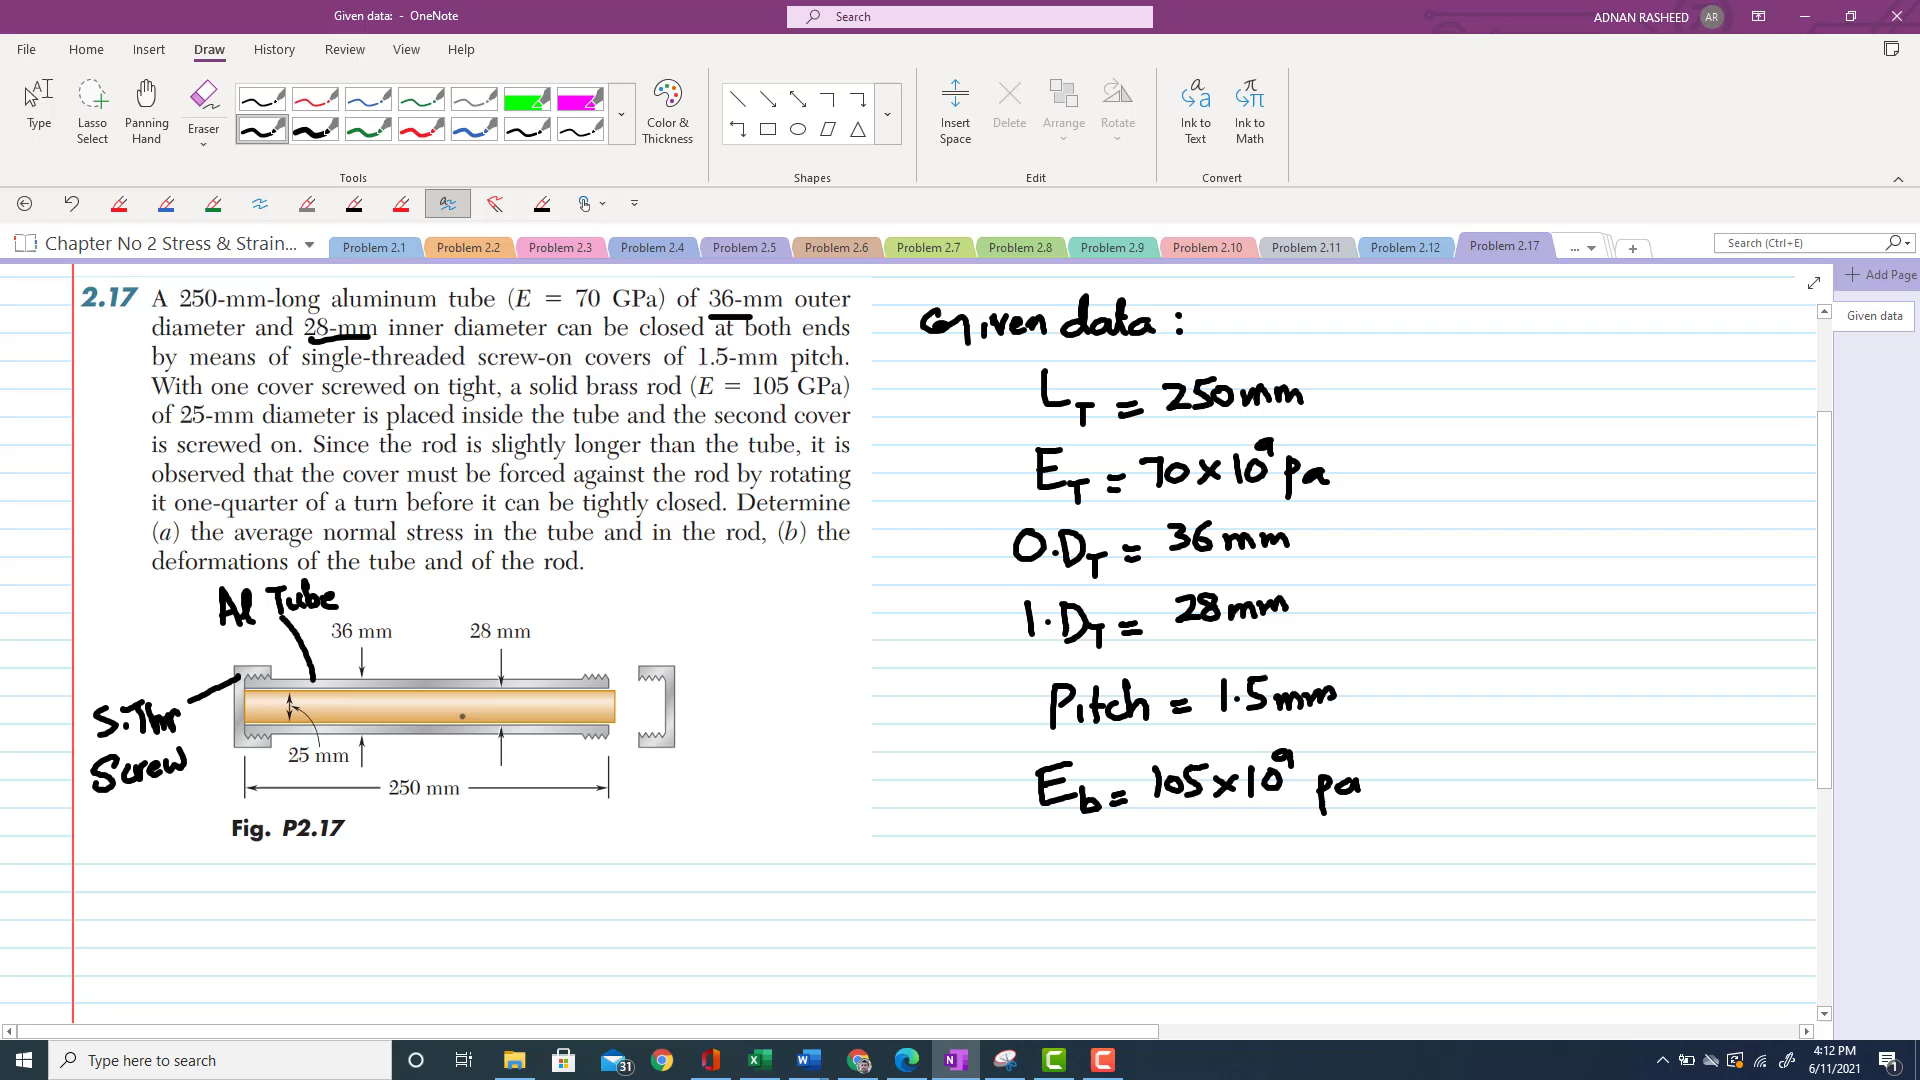 Given data: - OneNote
Search
ADNAN RASHEED
AR
File Home Insert Draw History Review View Help
Type
Lasso Select
Panning Hand
Eraser
Color & Thickness
Insert Space
Delete
Arrange
Rotate
Ink to Text
Ink to Math
Tools
Shapes
Edit
Convert
Chapter No 2 Stress & Strain...
Problem 2.1 Problem 2.2 Problem 2.3 Problem 2.4 Problem 2.5 Problem 2.6 Problem 2.7 Problem 2.8 Problem 2.9 Problem 2.10 Problem 2.11 Problem 2.12 Problem 2.17 ...
Search (Ctrl+E)
Add Page
Given data
2.17 A 250-mm-long aluminum tube (E = 70 GPa) of 36-mm outer
diameter and 28-mm inner diameter can be closed at both ends
by means of single-threaded screw-on covers of 1.5-mm pitch.
With one cover screwed on tight, a solid brass rod (E = 105 GPa)
of 25-mm diameter is placed inside the tube and the second cover
is screwed on. Since the rod is slightly longer than the tube, it is
observed that the cover must be forced against the rod by rotating
it one-quarter of a turn before it can be tightly closed. Determine
(a) the average normal stress in the tube and in the rod, (b) the
deformations of the tube and of the rod.
Al Tube
36 mm 28 mm
S.Thr
Screw
25 mm
250 mm
Fig. P2.17
Given data :
L_T = 250mm
E_T = 70×10⁹ pa
O.D_T = 36 mm
I.D_T = 28mm
Pitch = 1.5mm
E_b = 105×10⁹ pa
Type here to search
31
4:12 PM
6/11/2021
1